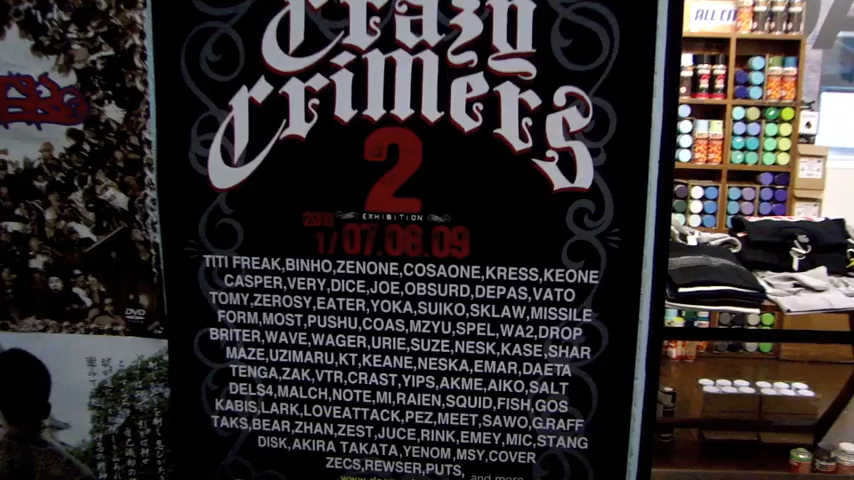 Crazy
Crimers
2
EXHIBITION
2010
1/07.08.09
TITI FREAK,BINHO,ZENONE,COSAONE,KRESS,KEONE
CASPER,VERY,DICE,JOE,OBSURD,DEPAS,VATO
TOMY,ZEROSY,EATER,YOKA,SUIKO,SKLAW,MISSILE
FORM,MOST,PUSHU,COAS,MZYU,SPEL,WA2,DROP
BRITER,WAVE,WAGER,URIE,SUZE,NESK,KASE,SHAR
MAZE,UZIMARU,KT,KEANE,NESKA,EMAR,DAETA
TENGA,ZAK,VTR,CRAST,YIPS,AKME,AIKO,SALT
DELS4,MALCH,NOTE,MI,RAIEN,SQUID,FISH,GOS
KABIS,LARK,LOVEATTACK,PEZ,MEET,SAWO,G.RAFF
TAKS,BEAR,ZHAN,ZEST,JUCE,RINK,EMEY,MIC,STANG
DISK,AKIRA TAKATA,YENOM,MSY,COVER
ZECS,REWSER,PUTS, and more
DVD
ALL CITY